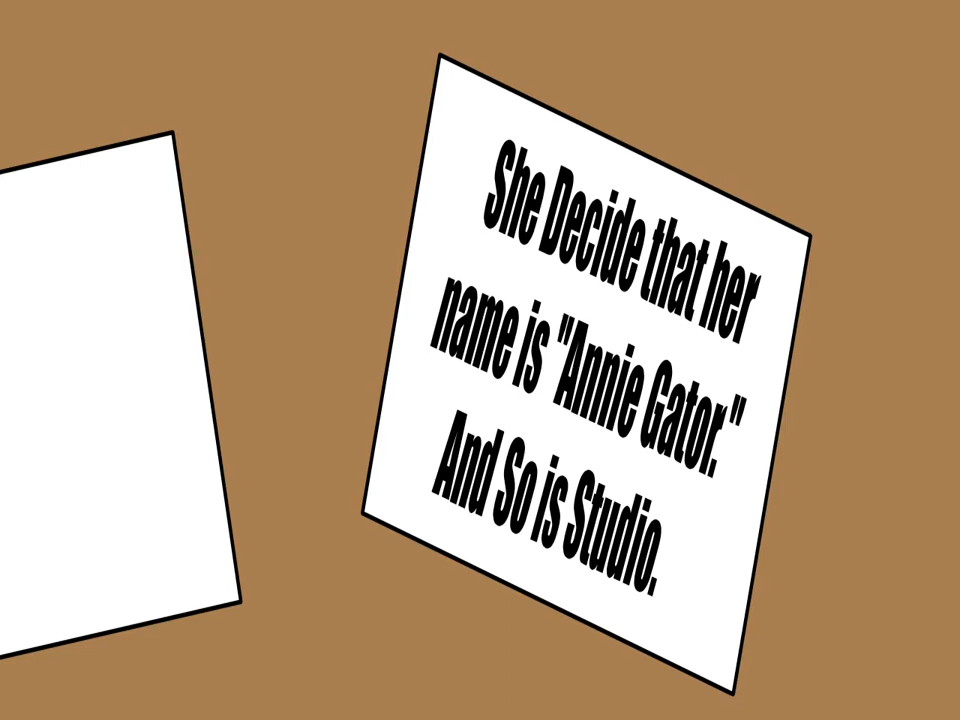 She Decide that her
name is "Annie Gator."
And So is Studio.